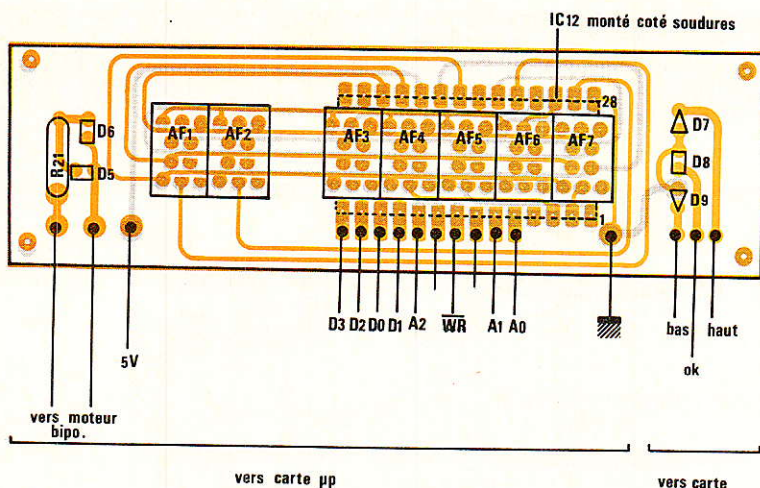 IC12 monté coté soudures
28
D6
R21
D5
AF1
AF2
AF3
AF4
AF5
AF6
AF7
D7
D8
D9
1
D3 D2 D0 D1 A2 WR A1 A0
5V
bas
haut
ok
vers moteur
bipo.
vers carte µp
vers carte